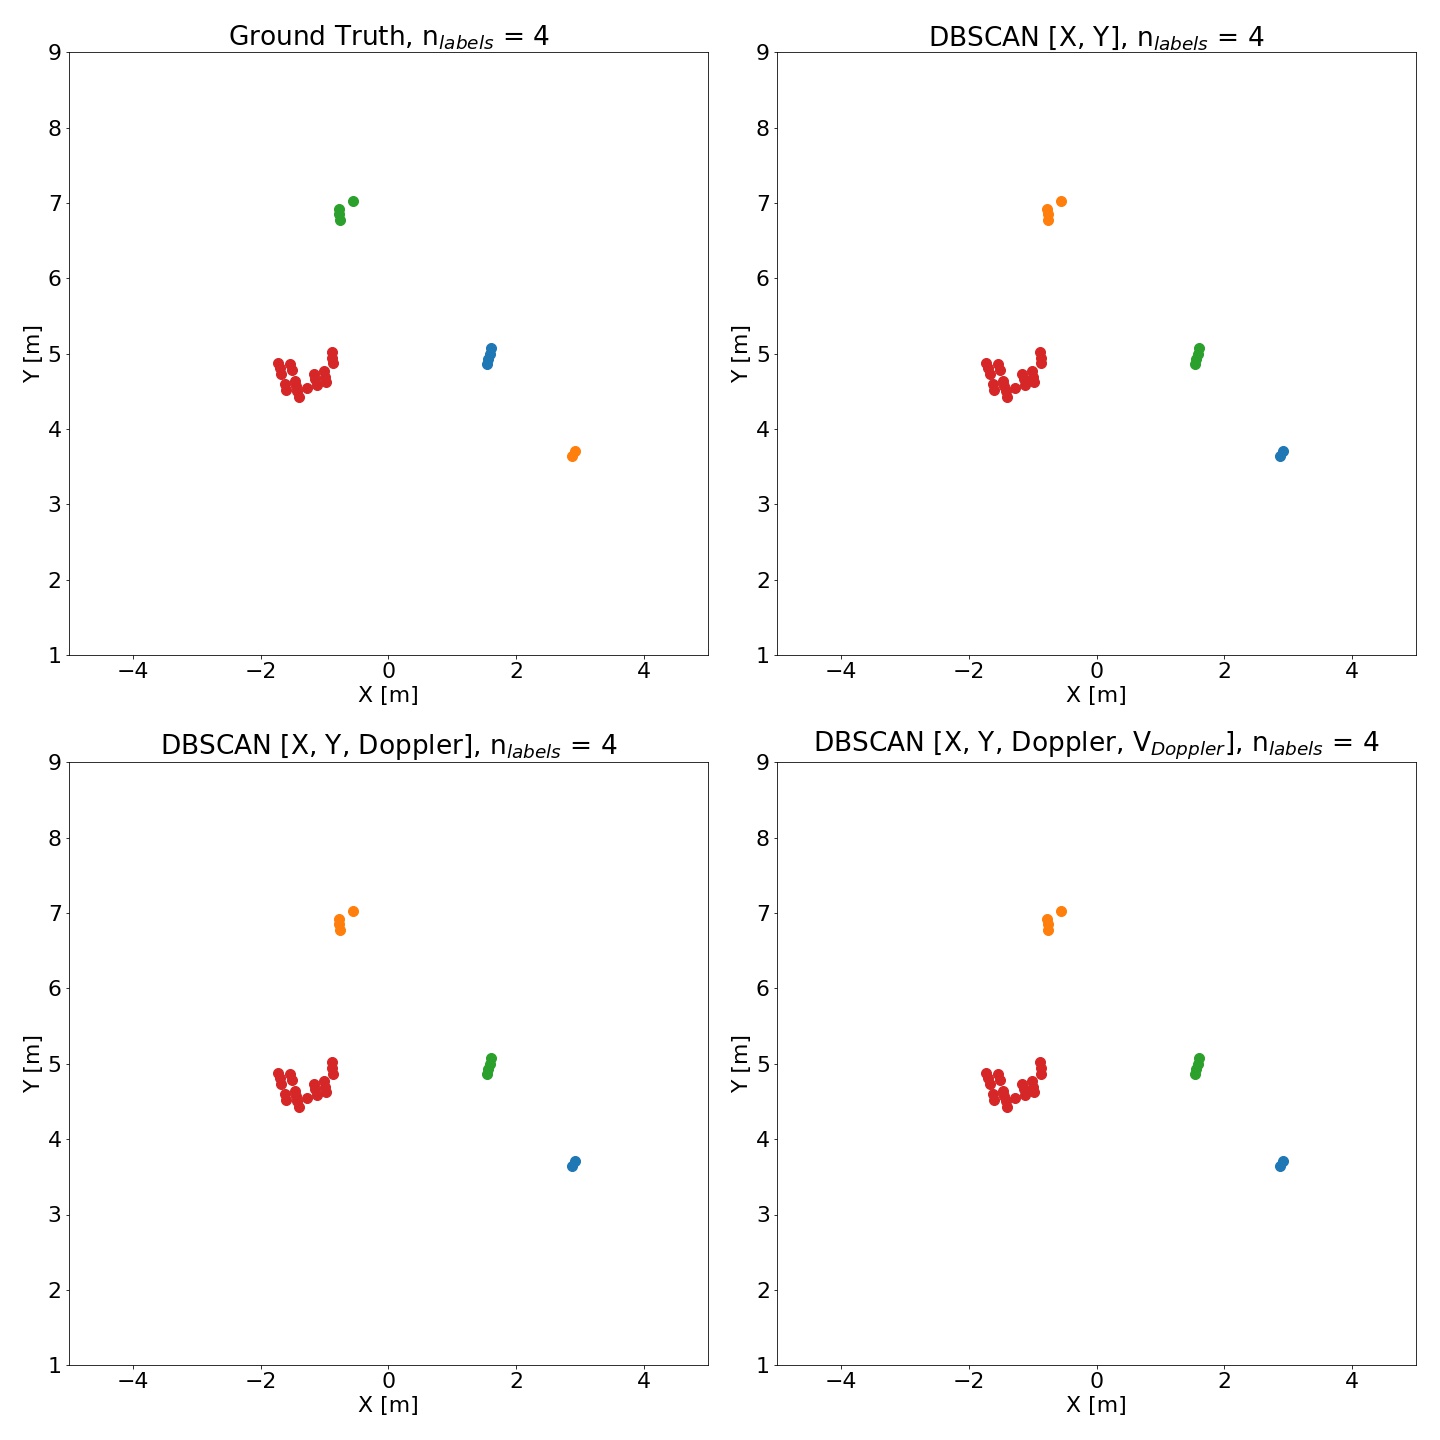 Ground Truth, n_labels = 4
9
8
7
6
5
4
3
2
1
Y [m]
−4 −2 0 2 4
X [m]
DBSCAN [X, Y], n_labels = 4
9
8
7
6
5
4
3
2
1
Y [m]
−4 −2 0 2 4
X [m]
DBSCAN [X, Y, Doppler], n_labels = 4
9
8
7
6
5
4
3
2
1
Y [m]
−4 −2 0 2 4
X [m]
DBSCAN [X, Y, Doppler, V_Doppler], n_labels = 4
9
8
7
6
5
4
3
2
1
Y [m]
−4 −2 0 2 4
X [m]